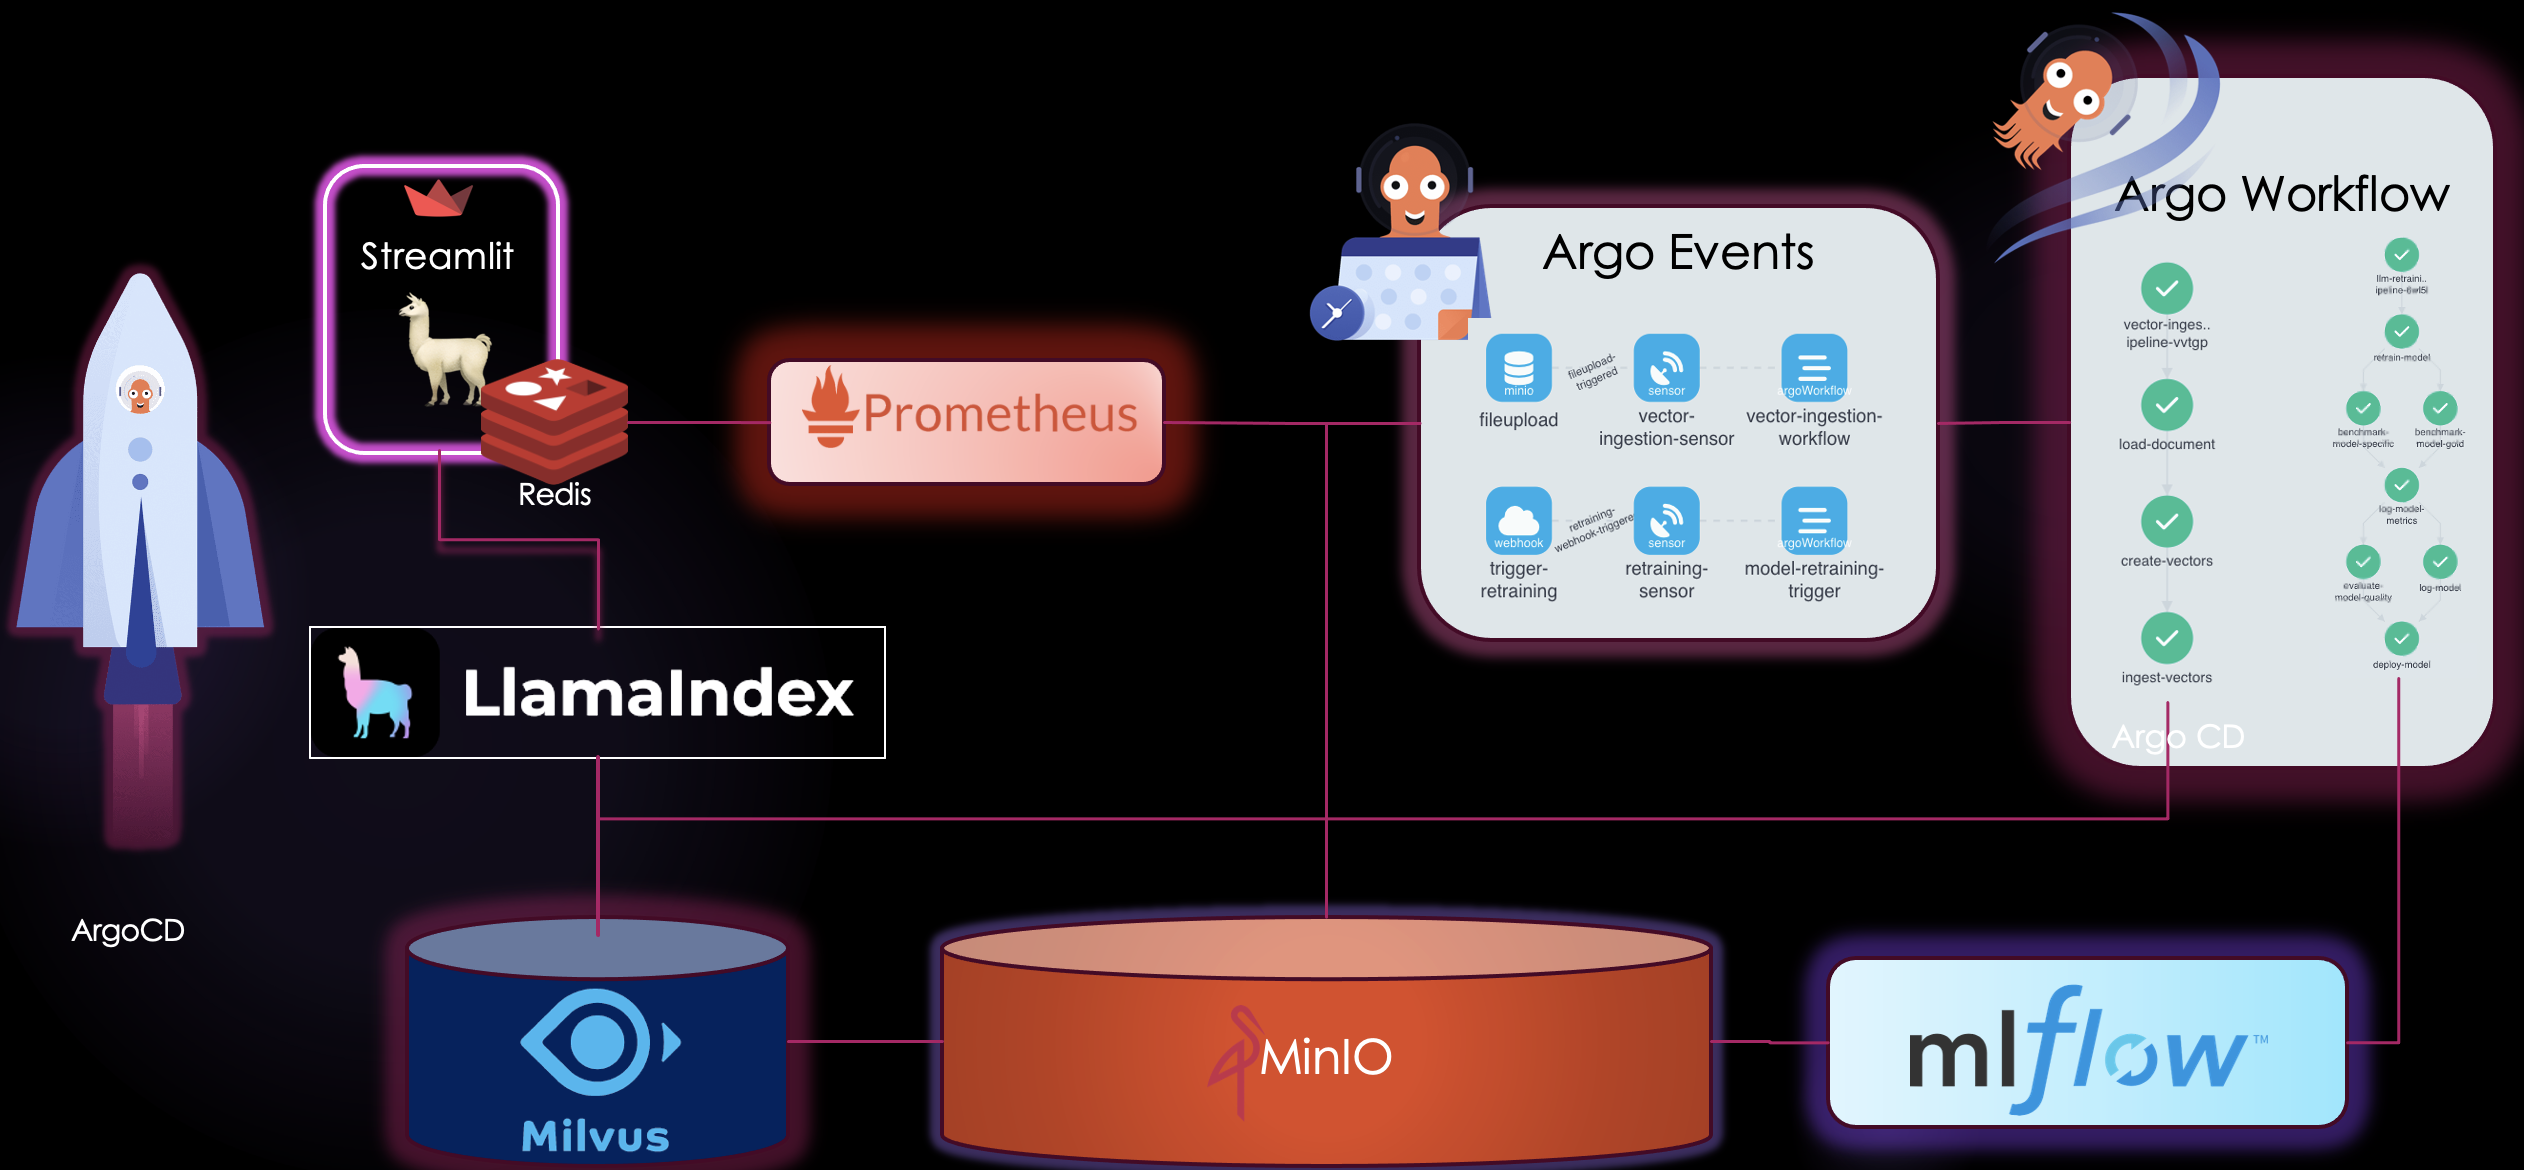 Streamlit
Redis
Prometheus
LlamaIndex
ArgoCD
Argo Events
minio
fileupload-
triggered
sensor
argoWorkflow
fileupload
vector-
ingestion-sensor
vector-ingestion-
workflow
webhook
retraining-
webhook-triggere
sensor
argoWorkflow
trigger-
retraining
retraining-
sensor
model-retraining-
trigger
Argo Workflow
vector-inges..
ipeline-vvtgp
load-document
create-vectors
ingest-vectors
llm-retraini..
retrain-model
benchmark-
model-specific
benchmark-
model-gold
log-model-
metrics
evaluate-
model-quality
log-model
deploy-model
Argo CD
Milvus
MinIO
mlflow™